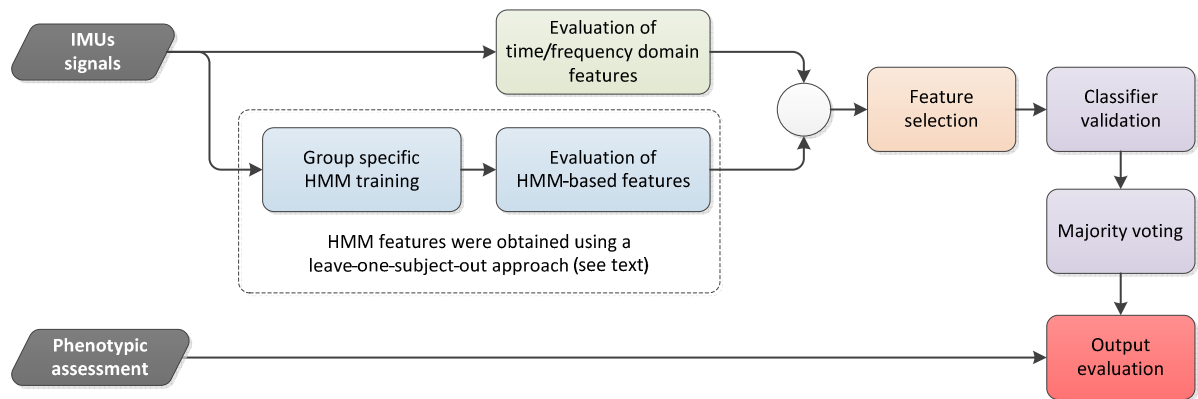 IMUs
signals
Evaluation of
time/frequency domain
features
Feature
selection
Classifier
validation
Group specific
HMM training
Evaluation of
HMM-based features
HMM features were obtained using a
leave-one-subject-out approach (see text)
Majority voting
Phenotypic
assessment
Output
evaluation